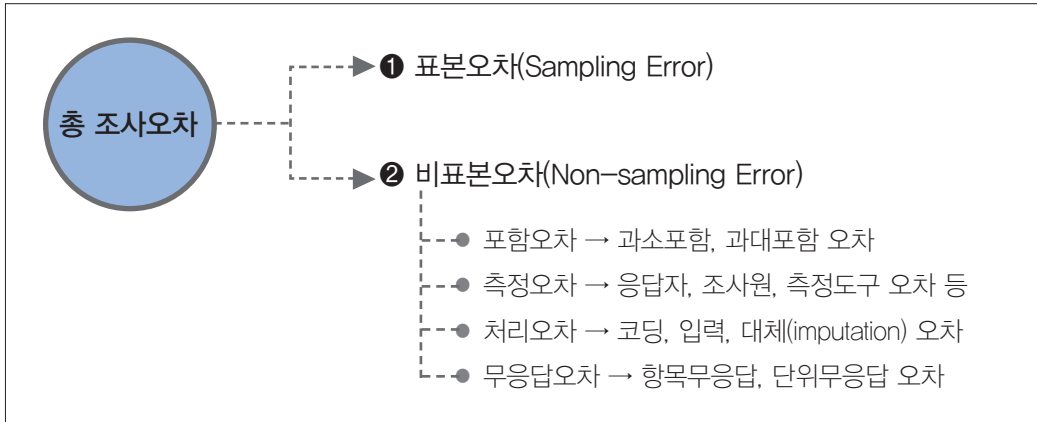 총 조사오차
❶ 표본오차(Sampling Error)
❷ 비표본오차(Non-sampling Error)
포함오차 → 과소포함, 과대포함 오차
측정오차 → 응답자, 조사원, 측정도구 오차 등
처리오차 → 코딩, 입력, 대체(imputation) 오차
무응답오차 → 항목무응답, 단위무응답 오차